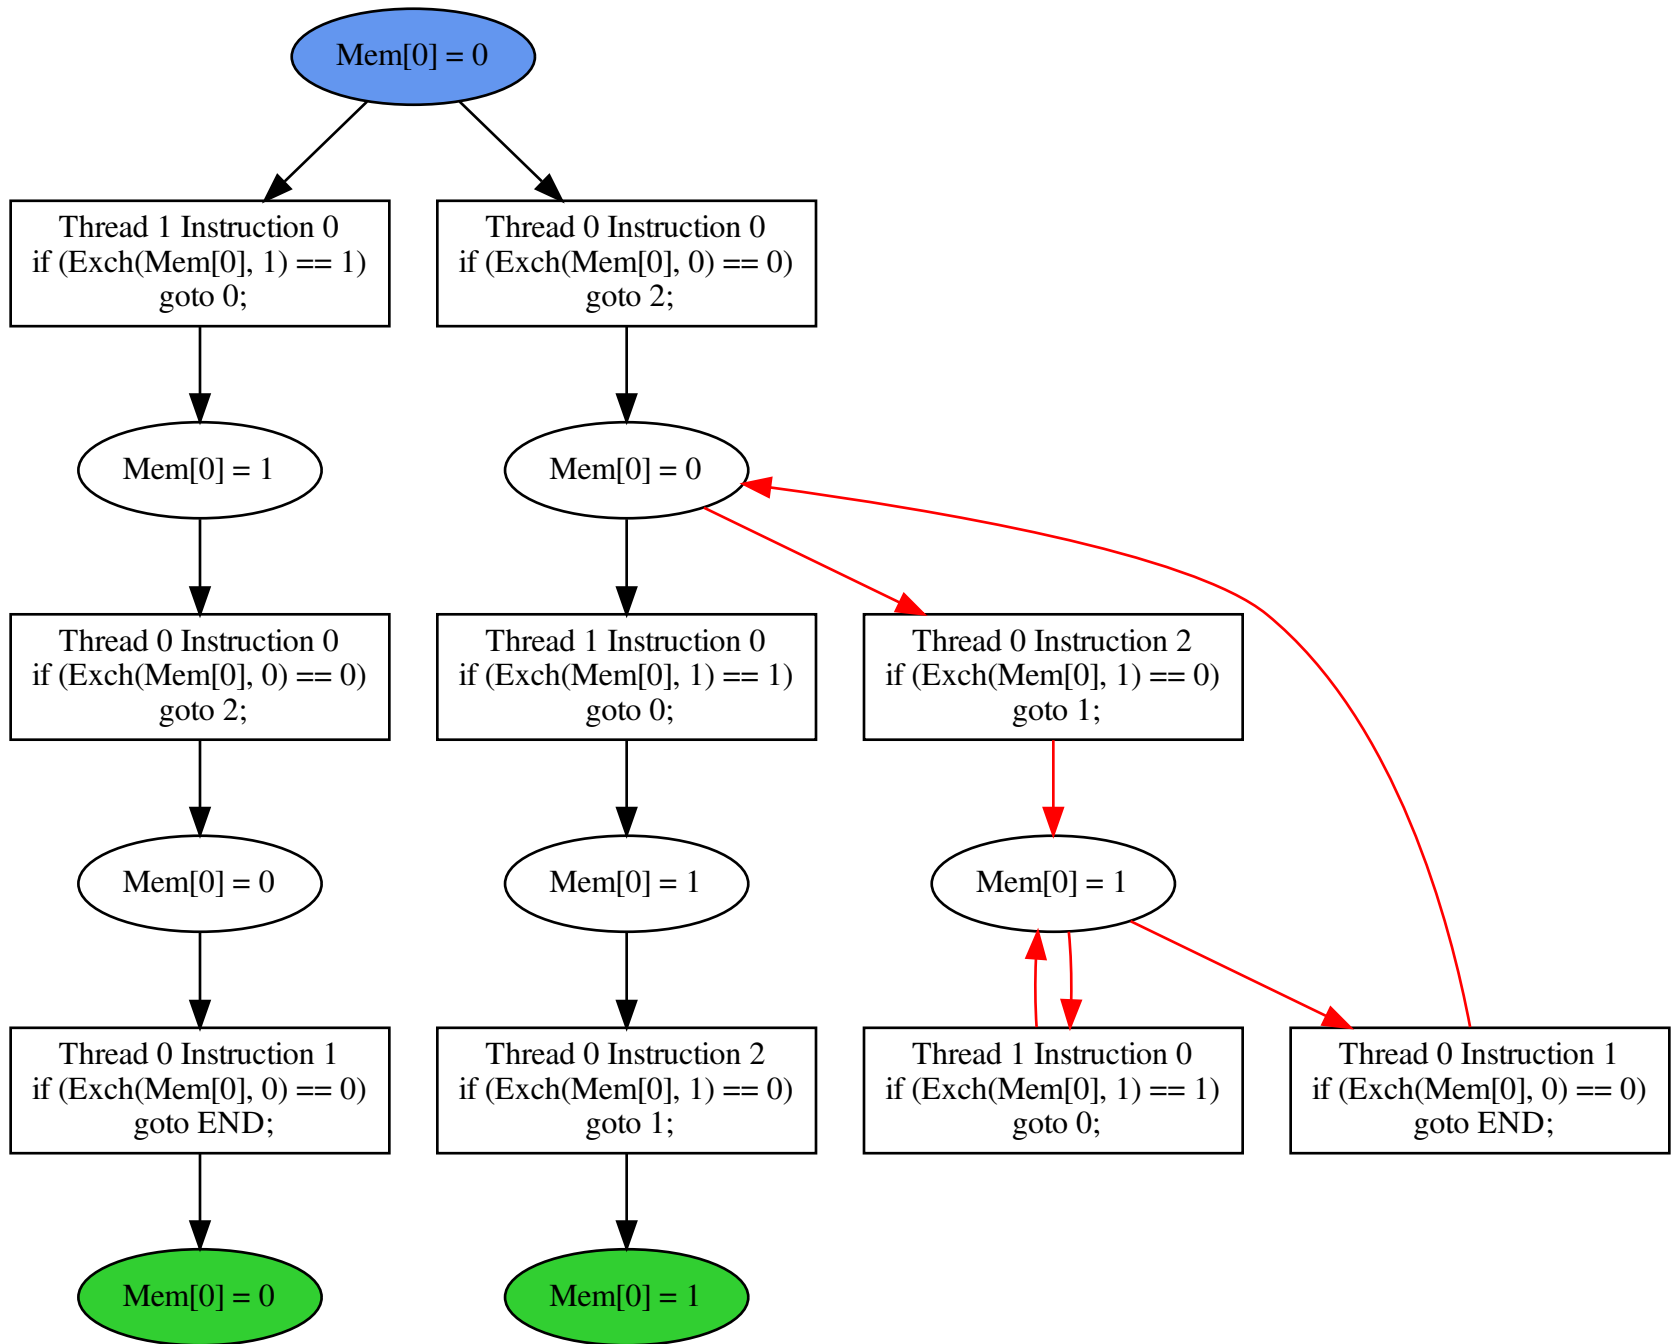 Mem[0] = 0
Thread 1 Instruction 0
if (Exch(Mem[0], 1) == 1)
goto 0;
Thread 0 Instruction 0
if (Exch(Mem[0], 0) == 0)
goto 2;
Mem[0] = 1
Mem[0] = 0
Thread 0 Instruction 0
if (Exch(Mem[0], 0) == 0)
goto 2;
Thread 1 Instruction 0
if (Exch(Mem[0], 1) == 1)
goto 0;
Thread 0 Instruction 2
if (Exch(Mem[0], 1) == 0)
goto 1;
Mem[0] = 0
Mem[0] = 1
Mem[0] = 1
Thread 0 Instruction 1
if (Exch(Mem[0], 0) == 0)
goto END;
Thread 0 Instruction 2
if (Exch(Mem[0], 1) == 0)
goto 1;
Thread 1 Instruction 0
if (Exch(Mem[0], 1) == 1)
goto 0;
Thread 0 Instruction 1
if (Exch(Mem[0], 0) == 0)
goto END;
Mem[0] = 0
Mem[0] = 1